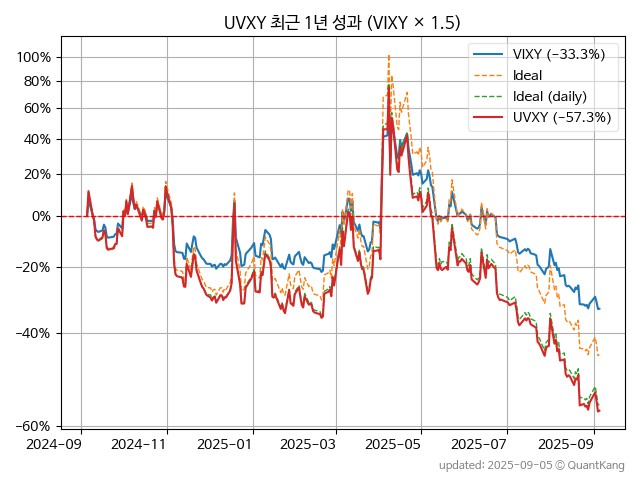 UVXY 최근 1년 성과 (VIXY × 1.5)
VIXY (−33.3%)
Ideal
Ideal (daily)
UVXY (−57.3%)
100%
80%
60%
40%
20%
0%
−20%
−40%
−60%
2024-09 2024-11 2025-01 2025-03 2025-05 2025-07 2025-09
updated: 2025-09-05 © QuantKang